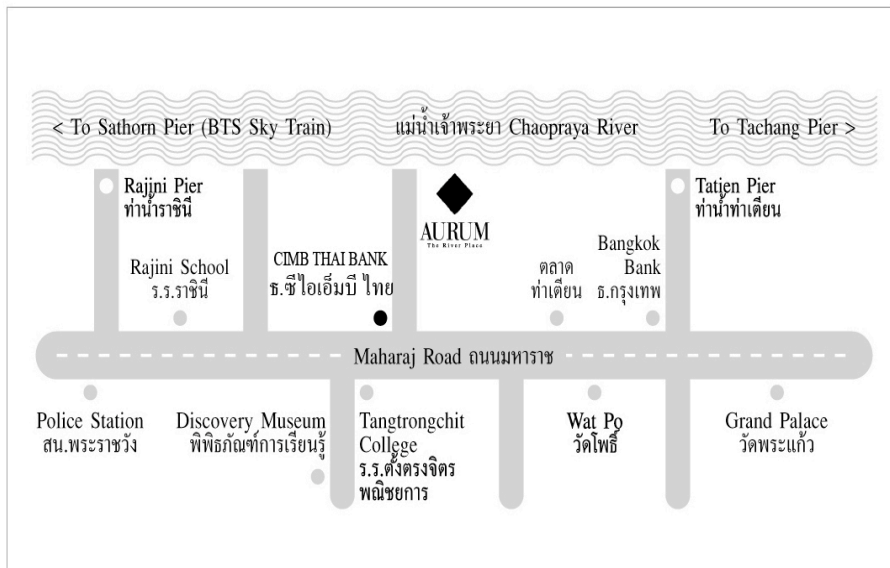 < To Sathorn Pier (BTS Sky Train)
แม่น้ำเจ้าพระยา Chaopraya River
To Tachang Pier >
Rajini Pier
ท่าน้ำราชินี
AURUM
The River Place
Tatien Pier
ท่าน้ำท่าเตียน
Rajini School
ร.ร.ราชินี
CIMB THAI BANK
ธ.ซีไอเอ็มบี ไทย
ตลาด
ท่าเตียน
Bangkok
Bank
ธ.กรุงเทพ
Maharaj Road ถนนมหาราช
Police Station
สน.พระราชวัง
Discovery Museum
พิพิธภัณฑ์การเรียนรู้
Tangtrongchit
College
ร.ร.ตั้งตรงจิตร
พณิชยการ
Wat Po
วัดโพธิ์
Grand Palace
วัดพระแก้ว